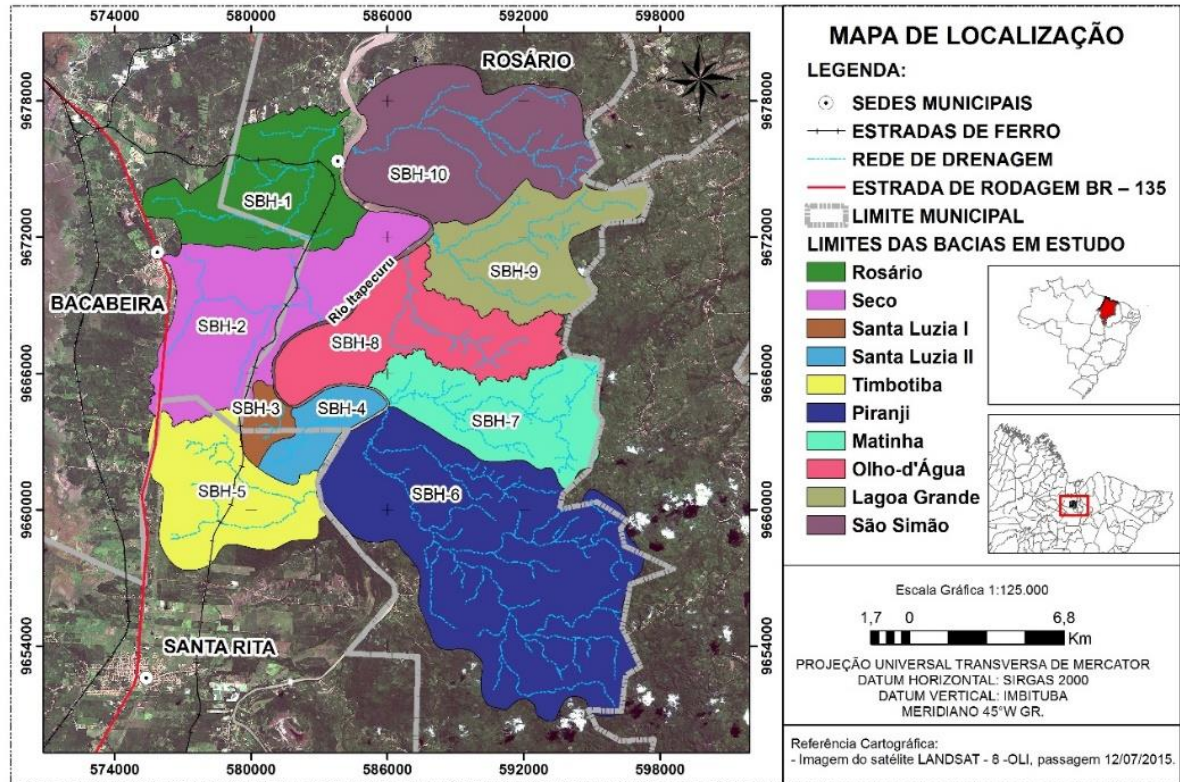 574000 580000 586000 592000 598000
9678000
9672000
9666000
9660000
9654000
ROSÁRIO
SBH-10
SBH-1
SBH-9
Rio Itapecuru
BACABEIRA
SBH-2
SBH-8
SBH-3
SBH-4
SBH-7
SBH-5
SBH-6
SANTA RITA
9678000
9672000
9666000
9660000
9654000
574000 580000 586000 592000 598000
MAPA DE LOCALIZAÇÃO
LEGENDA:
SEDES MUNICIPAIS
ESTRADAS DE FERRO
REDE DE DRENAGEM
ESTRADA DE RODAGEM BR – 135
LIMITE MUNICIPAL
LIMITES DAS BACIAS EM ESTUDO
Rosário
Seco
Santa Luzia I
Santa Luzia II
Timbotiba
Piranji
Matinha
Olho-d'Água
Lagoa Grande
São Simão
Escala Gráfica 1:125.000
1,7 0 6,8
Km
PROJEÇÃO UNIVERSAL TRANSVERSA DE MERCATOR
DATUM HORIZONTAL: SIRGAS 2000
DATUM VERTICAL: IMBITUBA
MERIDIANO 45°W GR.
Referência Cartográfica:
- Imagem do satélite LANDSAT - 8 -OLI, passagem 12/07/2015.